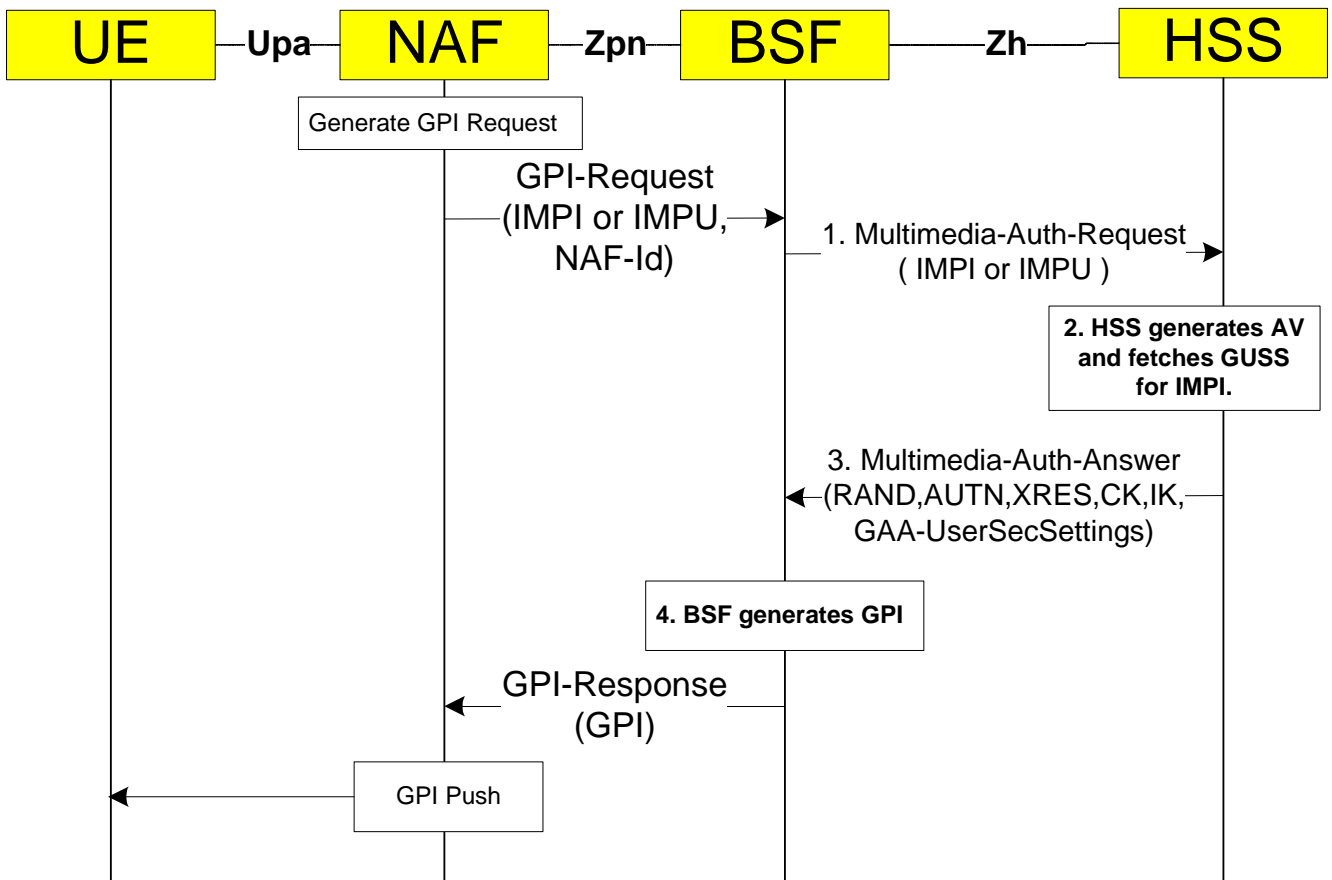 UE
Upa
NAF
Zpn
BSF
Zh
HSS
Generate GPI Request
GPI-Request
(IMPI or IMPU,
NAF-Id)
1. Multimedia-Auth-Request
( IMPI or IMPU )
2. HSS generates AV
and fetches GUSS
for IMPI.
3. Multimedia-Auth-Answer
(RAND,AUTN,XRES,CK,IK,
GAA-UserSecSettings)
4. BSF generates GPI
GPI-Response
(GPI)
GPI Push